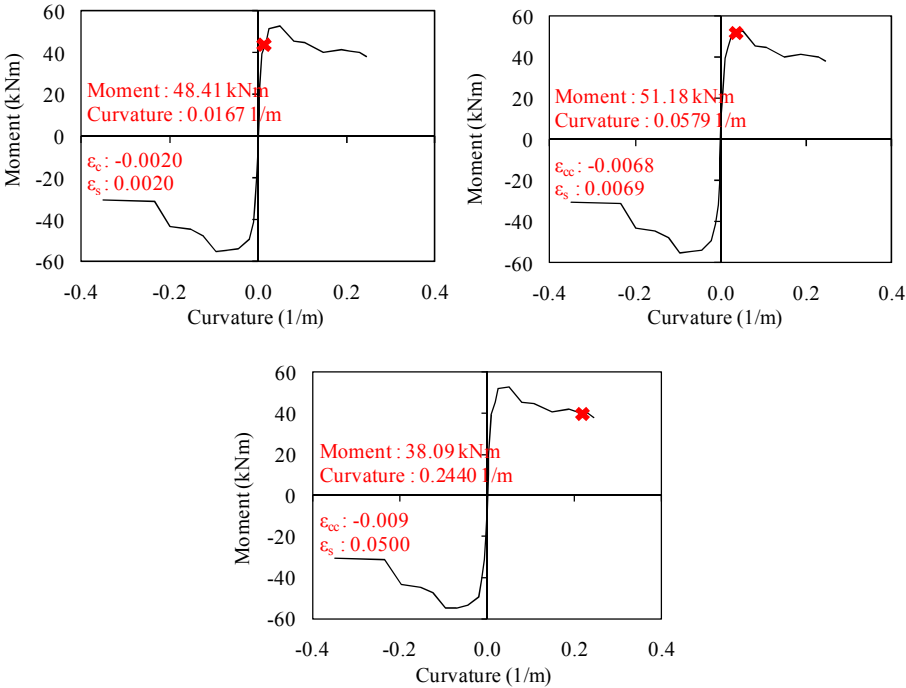 60
40
20
0
-20
-40
-60
Moment (kNm)
Moment : 48.41 kNm
Curvature : 0.0167 1/m
εc : -0.0020
εs : 0.0020
-0.4 -0.2 0.0 0.2 0.4
Curvature (1/m)
60
40
20
0
-20
-40
-60
Moment (kNm)
Moment : 51.18 kNm
Curvature : 0.0579 1/m
εcc : -0.0068
εs : 0.0069
-0.4 -0.2 0.0 0.2 0.4
Curvature (1/m)
60
40
20
0
-20
-40
-60
Moment (kNm)
Moment : 38.09 kNm
Curvature : 0.2440 1/m
εcc : -0.009
εs : 0.0500
-0.4 -0.2 0.0 0.2 0.4
Curvature (1/m)